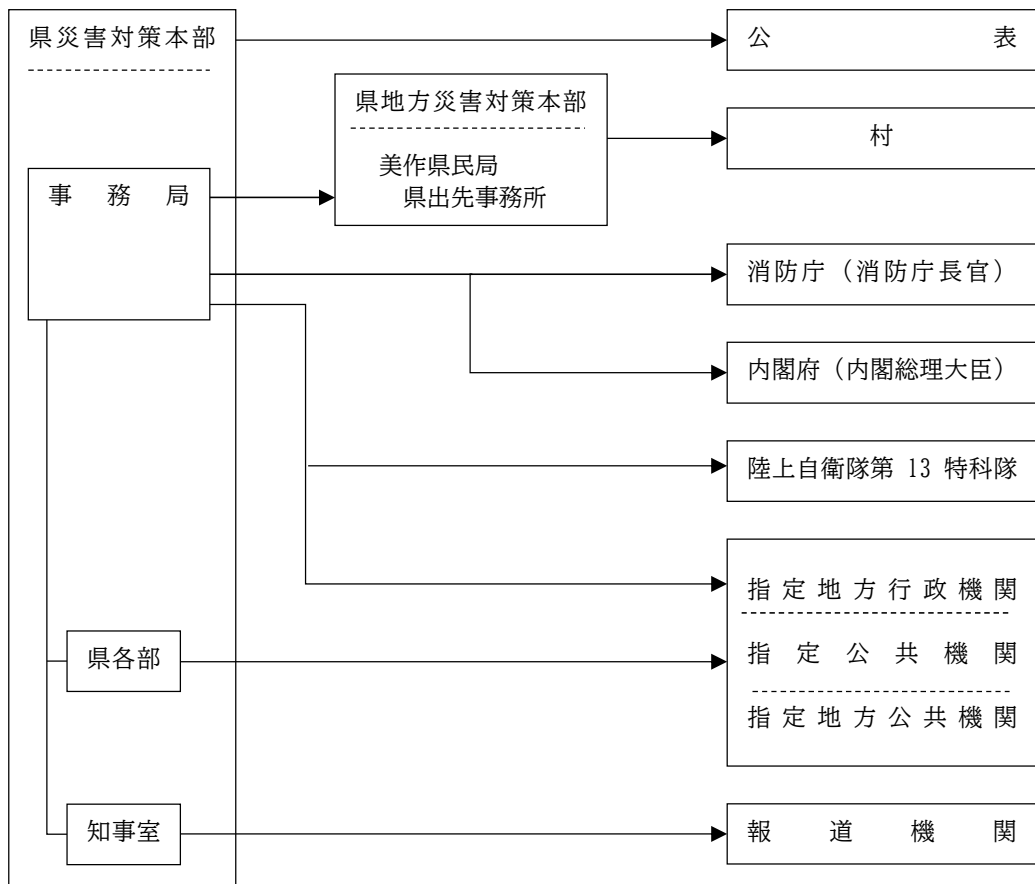 県災害対策本部
公表
県地方災害対策本部
村
美作県民局
県出先事務所
事務局
消防庁（消防庁長官）
内閣府（内閣総理大臣）
陸上自衛隊第 13 特科隊
指定地方行政機関
県各部
指定公共機関
指定地方公共機関
知事室
報道機関